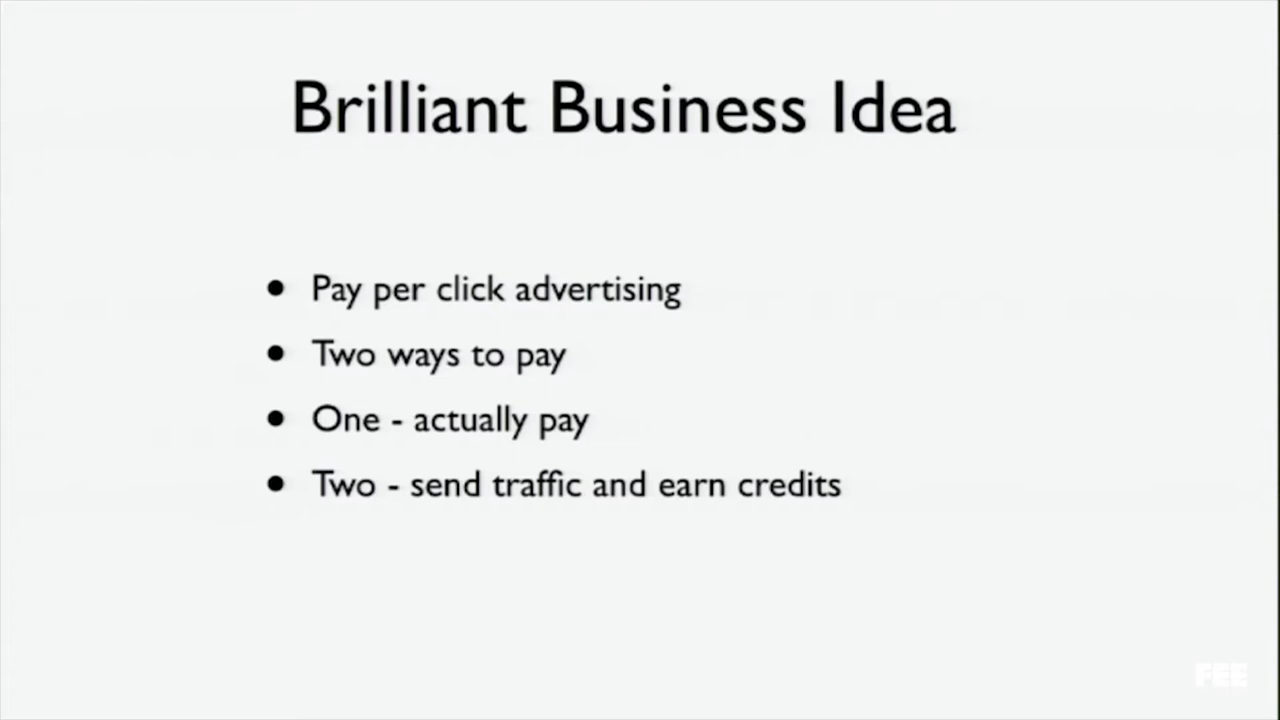 Brilliant Business Idea
• Pay per click advertising
• Two ways to pay
• One - actually pay
• Two - send traffic and earn credits
FEE